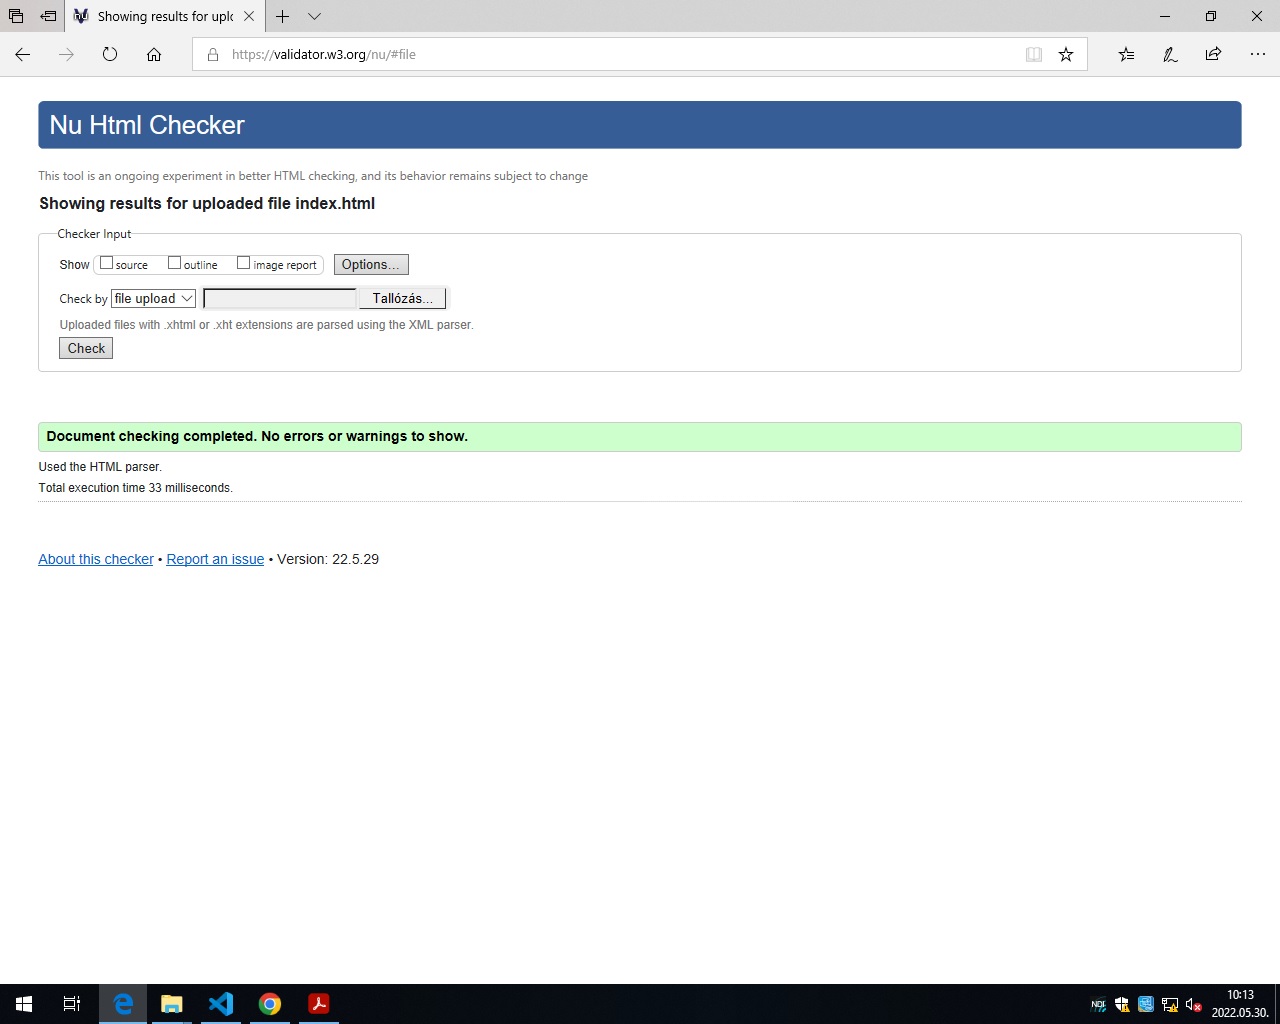 Showing results for uplo
https://validator.w3.org/nu/#file
Nu Html Checker
This tool is an ongoing experiment in better HTML checking, and its behavior remains subject to change
Showing results for uploaded file index.html
Checker Input
Show source outline image report Options...
Check by file upload Tallózás...
Uploaded files with .xhtml or .xht extensions are parsed using the XML parser.
Check
Document checking completed. No errors or warnings to show.
Used the HTML parser.
Total execution time 33 milliseconds.
About this checker • Report an issue • Version: 22.5.29
10:13
2022.05.30.